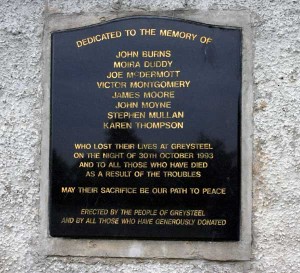 DEDICATED TO THE MEMORY OF
JOHN BURNS
MOIRA DUDDY
JOE McDERMOTT
VICTOR MONTGOMERY
JAMES MOORE
JOHN MOYNE
STEPHEN MULLAN
KAREN THOMPSON
WHO LOST THEIR LIVES AT GREYSTEEL
ON THE NIGHT OF 30TH OCTOBER 1993
AND TO ALL THOSE WHO HAVE DIED
AS A RESULT OF THE TROUBLES
MAY THEIR SACRIFICE BE OUR PATH TO PEACE
ERECTED BY THE PEOPLE OF GREYSTEEL
AND BY ALL THOSE WHO HAVE GENEROUSLY DONATED